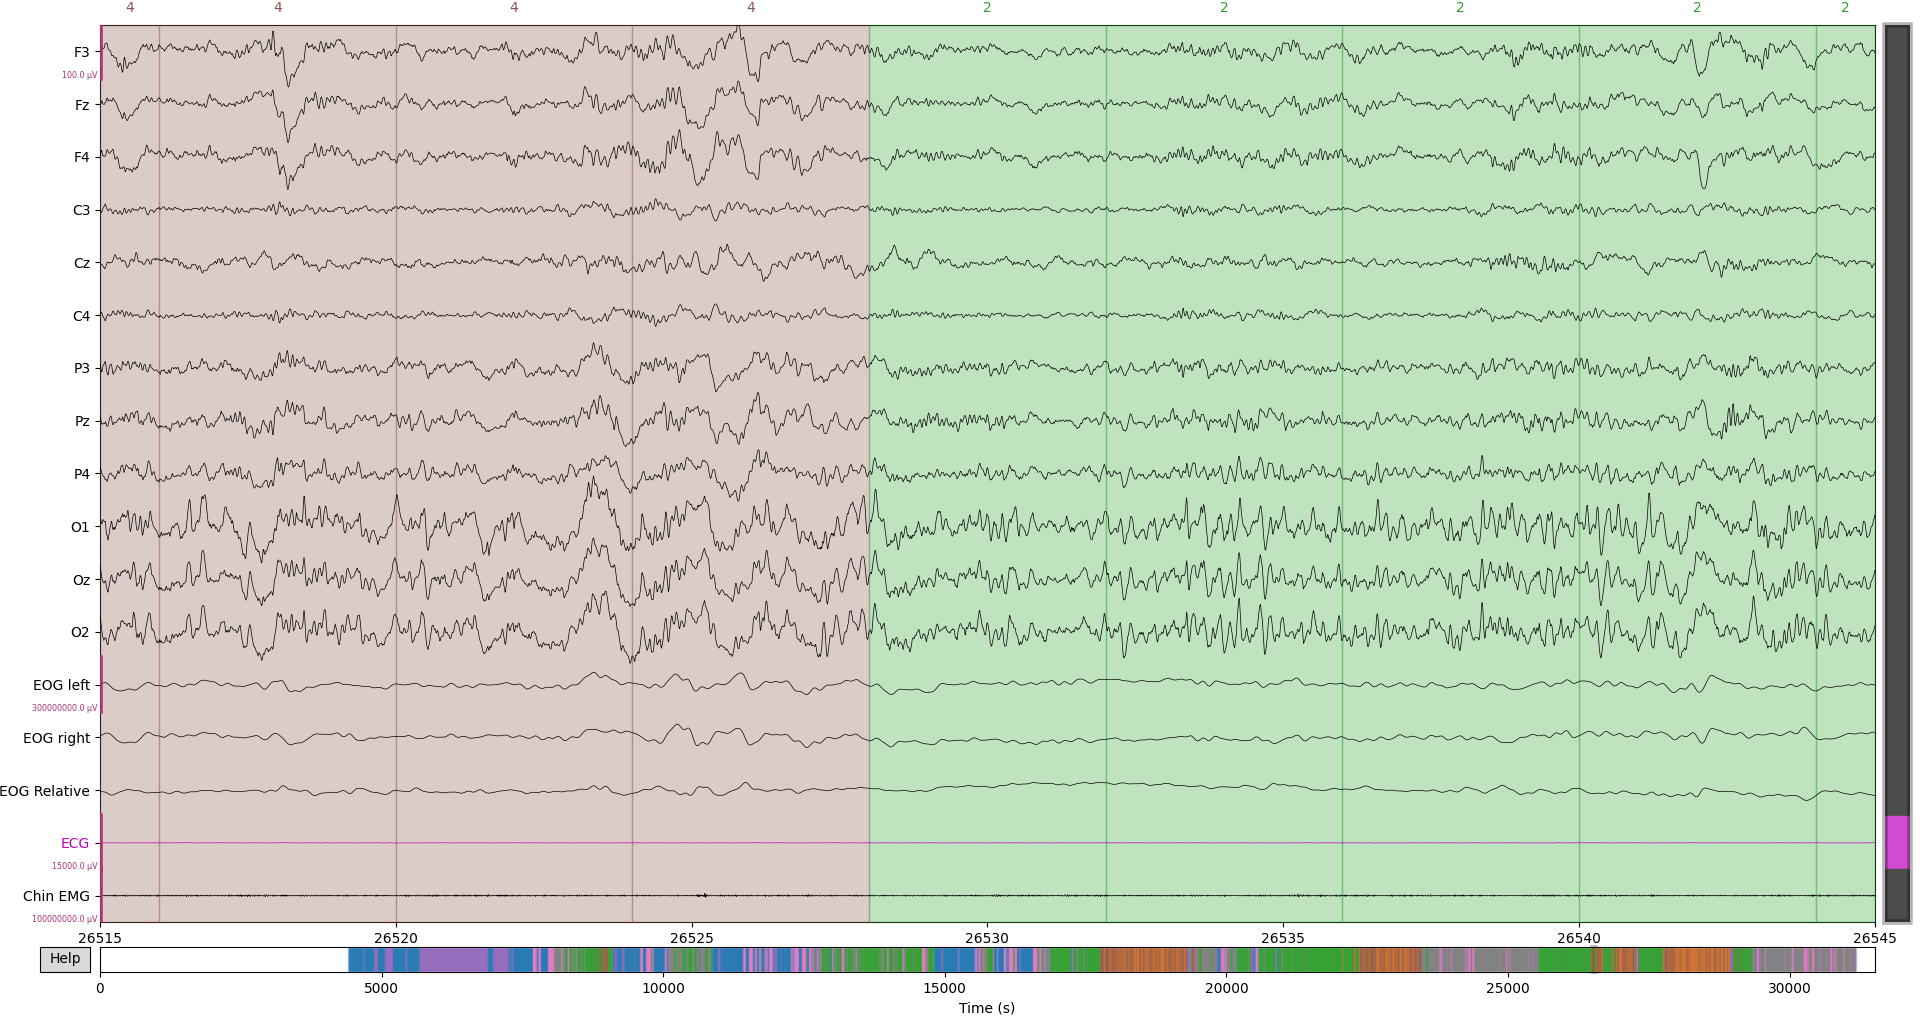 4 4 4 4 2 2 2 2 2
F3
100.0 µV
Fz
F4
C3
Cz
C4
P3
Pz
P4
O1
Oz
O2
EOG left
300000000.0 µV
EOG right
EOG Relative
ECG
15000.0 µV
Chin EMG
100000000.0 µV
26515 26520 26525 26530 26535 26540 26545
Help
0 5000 10000 15000 20000 25000 30000
Time (s)